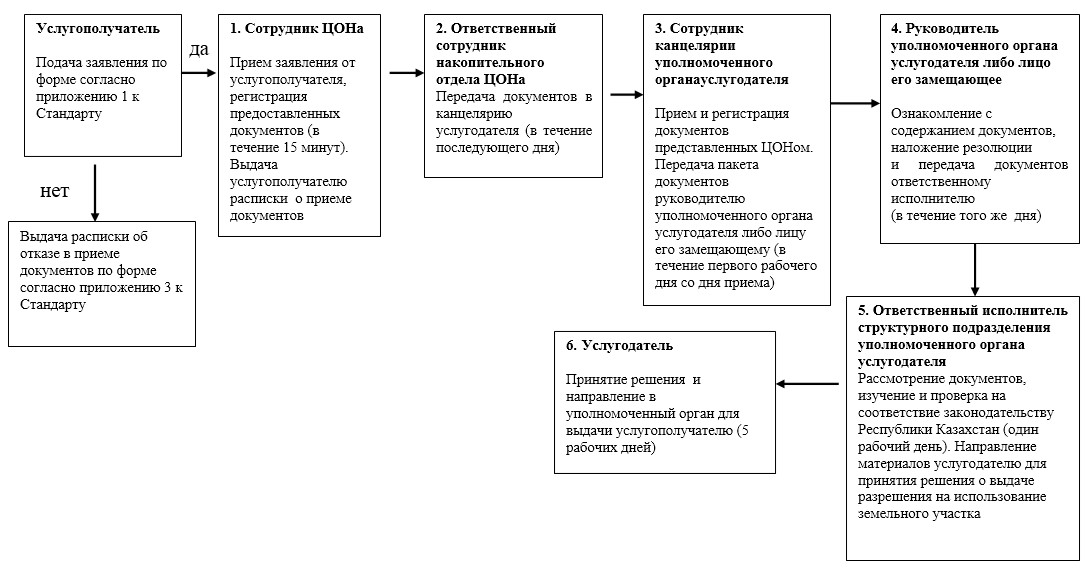 Услугополучатель
Подача заявления по
форме согласно
приложению 1 к
Стандарту
да
нет
Выдача расписки об
отказе в приеме
документов по форме
согласно приложению 3 к
Стандарту
1. Сотрудник ЦОНа
Прием заявления от
услугополучателя,
регистрация
предоставленных
документов (в
течение 15 минут).
Выдача
услугополучателю
расписки о приеме
документов
2. Ответственный
сотрудник
накопительного
отдела ЦОНа
Передача документов в
канцелярию
услугодателя (в течение
последующего дня)
3. Сотрудник
канцелярии
уполномоченного
органауслугодателя
Прием и регистрация
документов
представленных ЦОНом.
Передача пакета
документов
руководителю
уполномоченного органа
услугодателя либо лицу
его замещающему (в
течение первого рабочего
дня со дня приема)
4. Руководитель
уполномоченного органа
услугодателя либо лицо
его замещающее
Ознакомление с
содержанием документов,
наложение резолюции
и передача документов
ответственному
исполнителю
(в течение того же дня)
5. Ответственный исполнитель
структурного подразделения
уполномоченного органа
услугодателя
Рассмотрение документов,
изучение и проверка на
соответствие законодательству
Республики Казахстан (один
рабочий день). Направление
материалов услугодателю для
принятия решения о выдаче
разрешения на использование
земельного участка
6. Услугодатель
Принятие решения и
направление в
уполномоченный орган для
выдачи услугополучателю (5
рабочих дней)